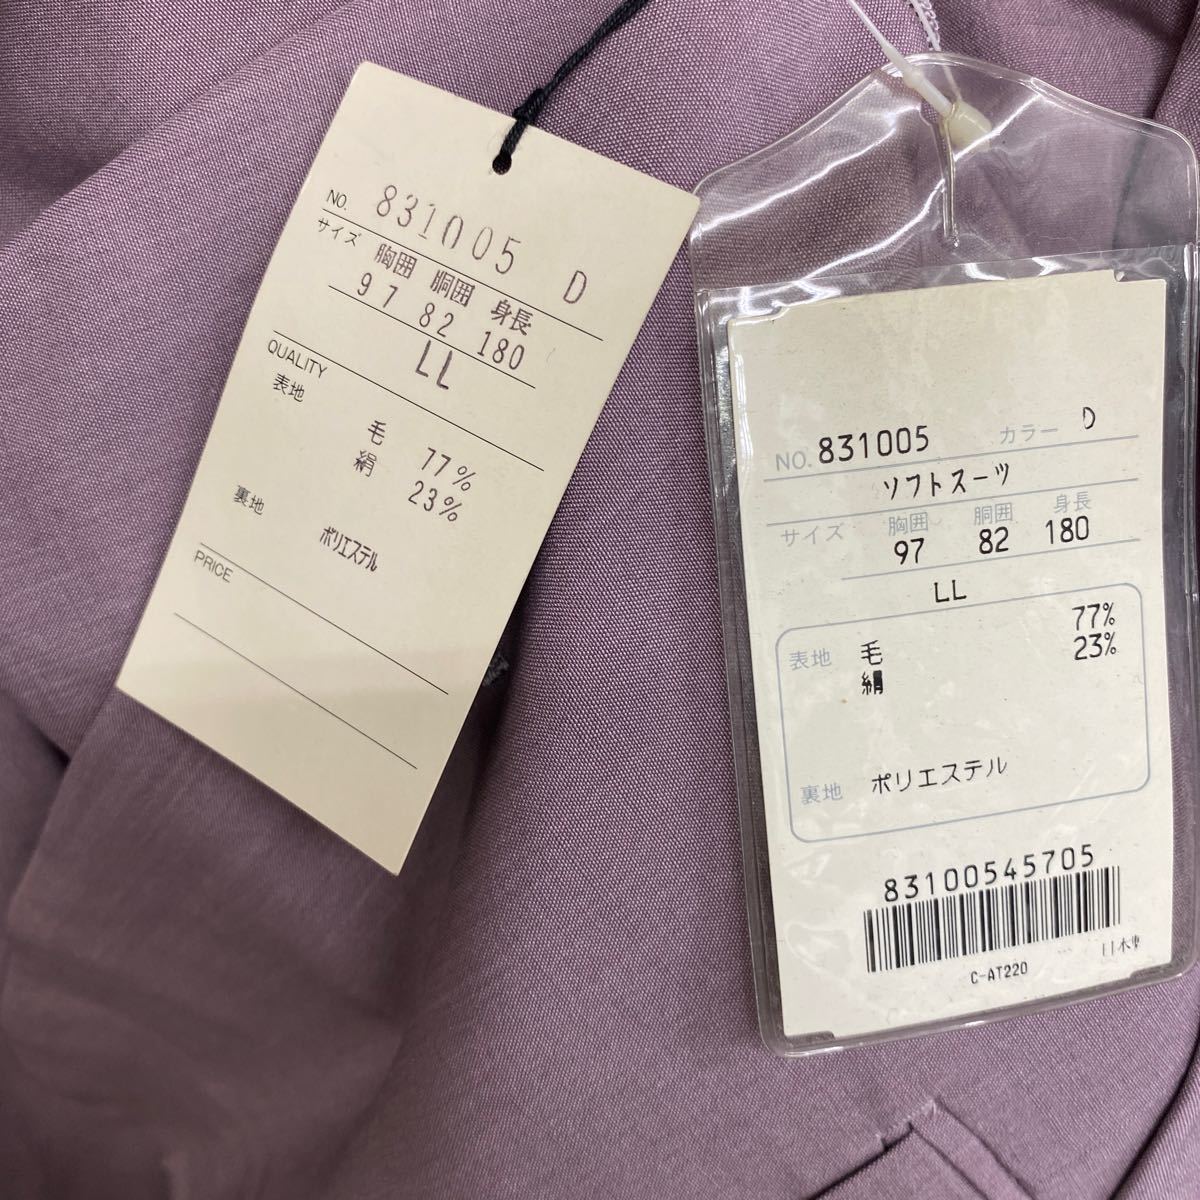 NO. 831005 D
サイズ 胸囲 胴囲 身長
97 82 180
LL
QUALITY
表地
毛 77%
絹 23%
裏地
ポリエステル
PRICE
NO. 831005 カラー D
ソフトスーツ
サイズ 胸囲 胴囲 身長
97 82 180
LL
77%
表地 毛 23%
絹
裏地 ポリエステル
83100545705
C-AT220
日本